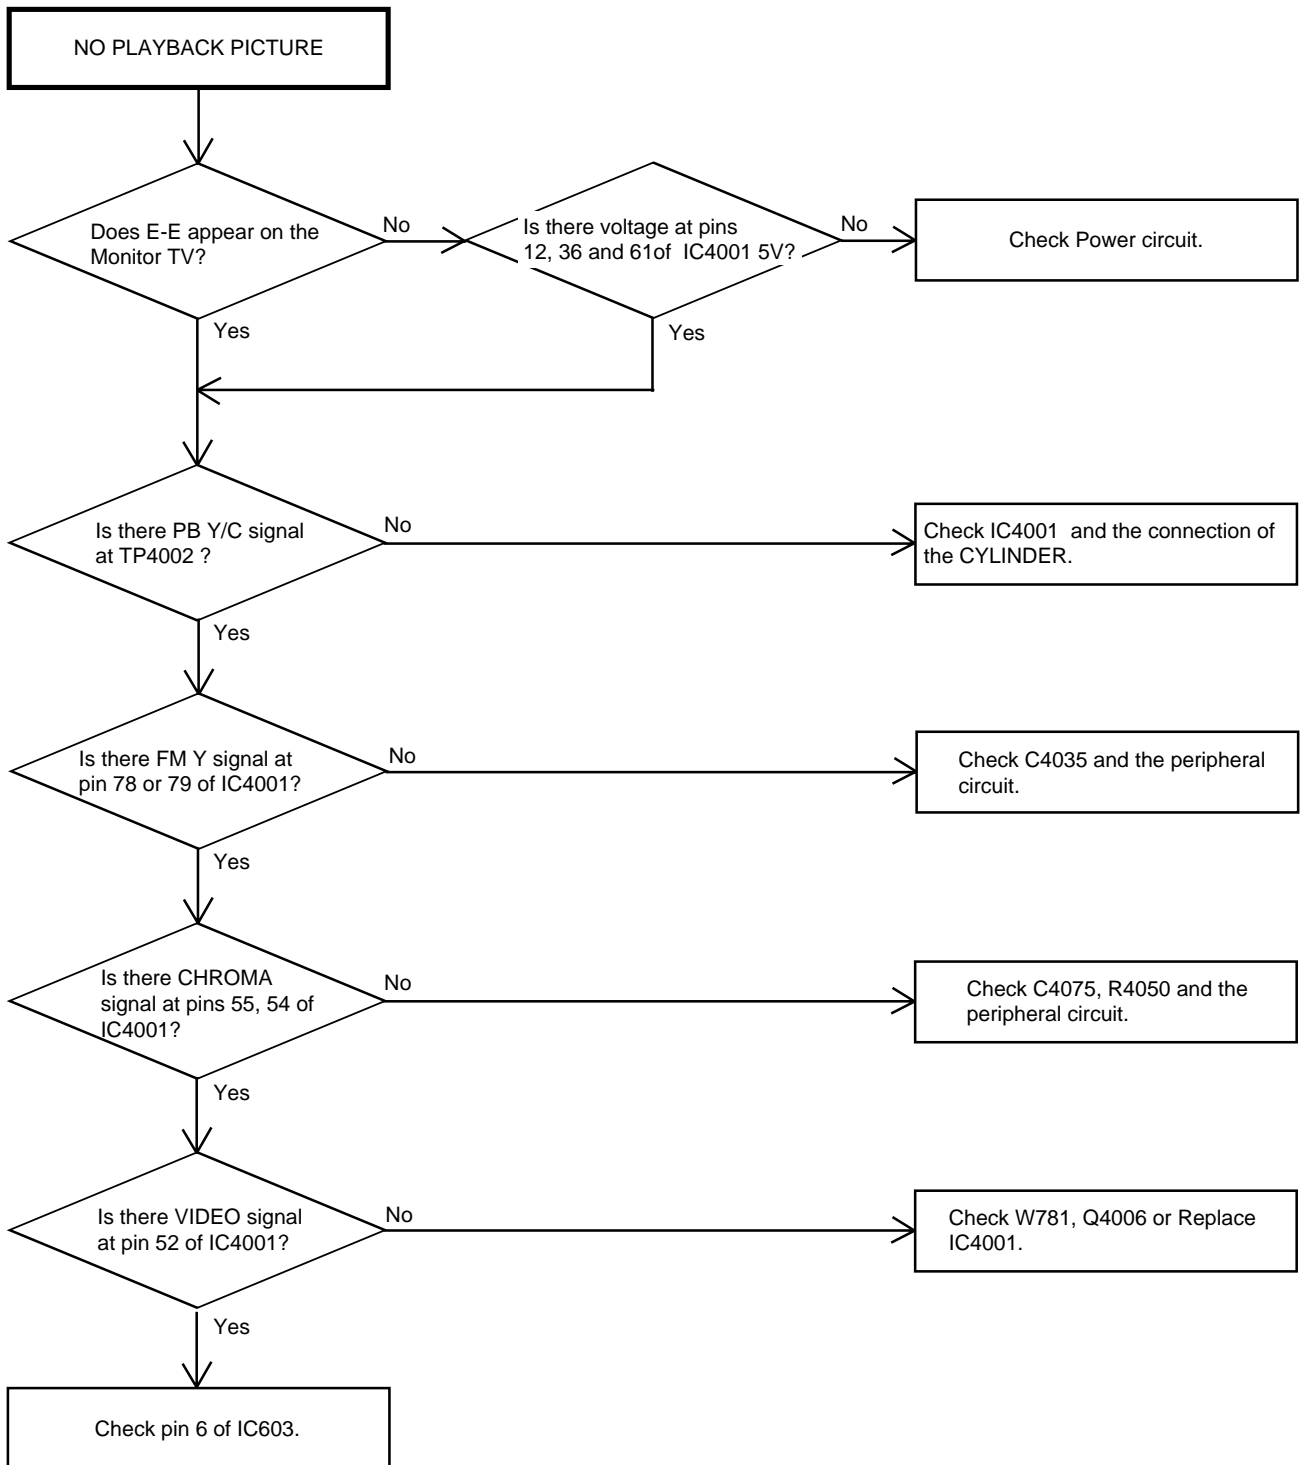 NO PLAYBACK PICTURE
Does E-E appear on the
Monitor TV?
No
Is there voltage at pins
12, 36 and 61of IC4001 5V?
No
Check Power circuit.
Yes
Yes
Is there PB Y/C signal
at TP4002 ?
No
Check IC4001 and the connection of
the CYLINDER.
Yes
Is there FM Y signal at
pin 78 or 79 of IC4001?
No
Check C4035 and the peripheral
circuit.
Yes
Is there CHROMA
signal at pins 55, 54 of
IC4001?
No
Check C4075, R4050 and the
peripheral circuit.
Yes
Is there VIDEO signal
at pin 52 of IC4001?
No
Check W781, Q4006 or Replace
IC4001.
Yes
Check pin 6 of IC603.